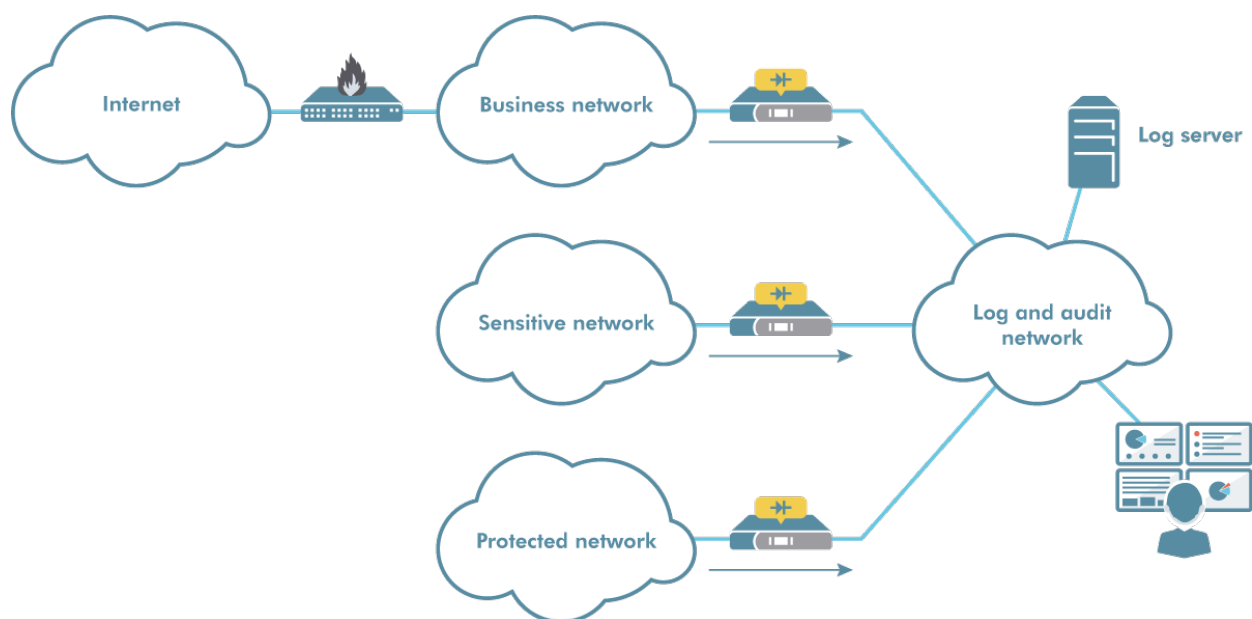 Internet
Business network
Log server
Sensitive network
Log and audit
network
Protected network